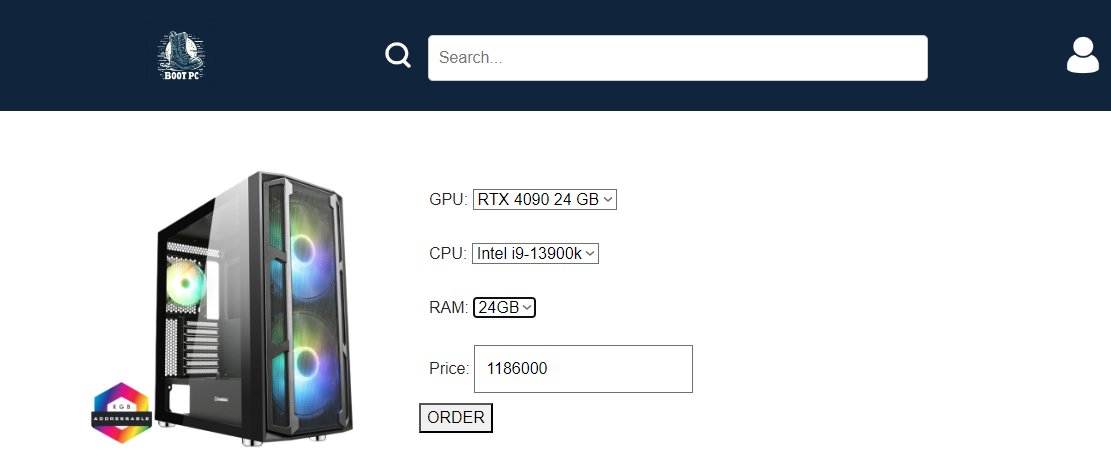 BOOT PC
Search...
GPU: RTX 4090 24 GB
CPU: Intel i9-13900k
RAM: 24GB
Price: 1186000
ORDER
RGB
ADDRESSABLE